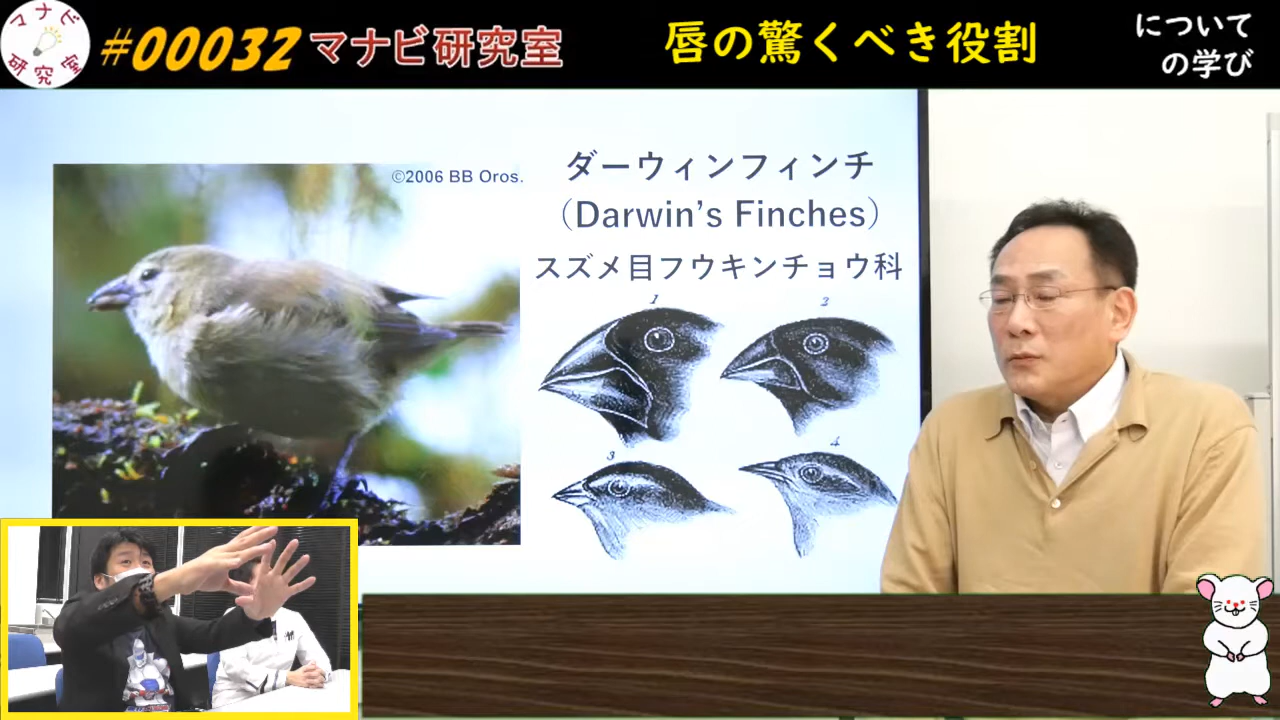 マナビ
研究室
#00032 マナビ研究室
唇の驚くべき役割
について
の学び
©2006 BB Oros.
ダーウィンフィンチ
（Darwin’s Finches）
スズメ目フウキンチョウ科
1
2
3
4